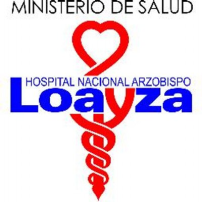 MINISTERIO DE SALUD
HOSPITAL NACIONAL ARZOBISPO
Loayza